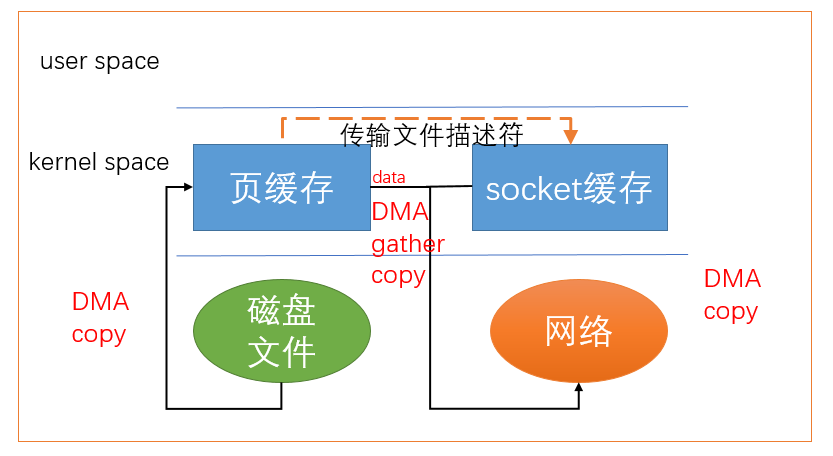 user space
传输文件描述符
kernel space
页缓存
data
socket缓存
DMA
gather
copy
DMA
copy
磁盘
文件
网络
DMA
copy